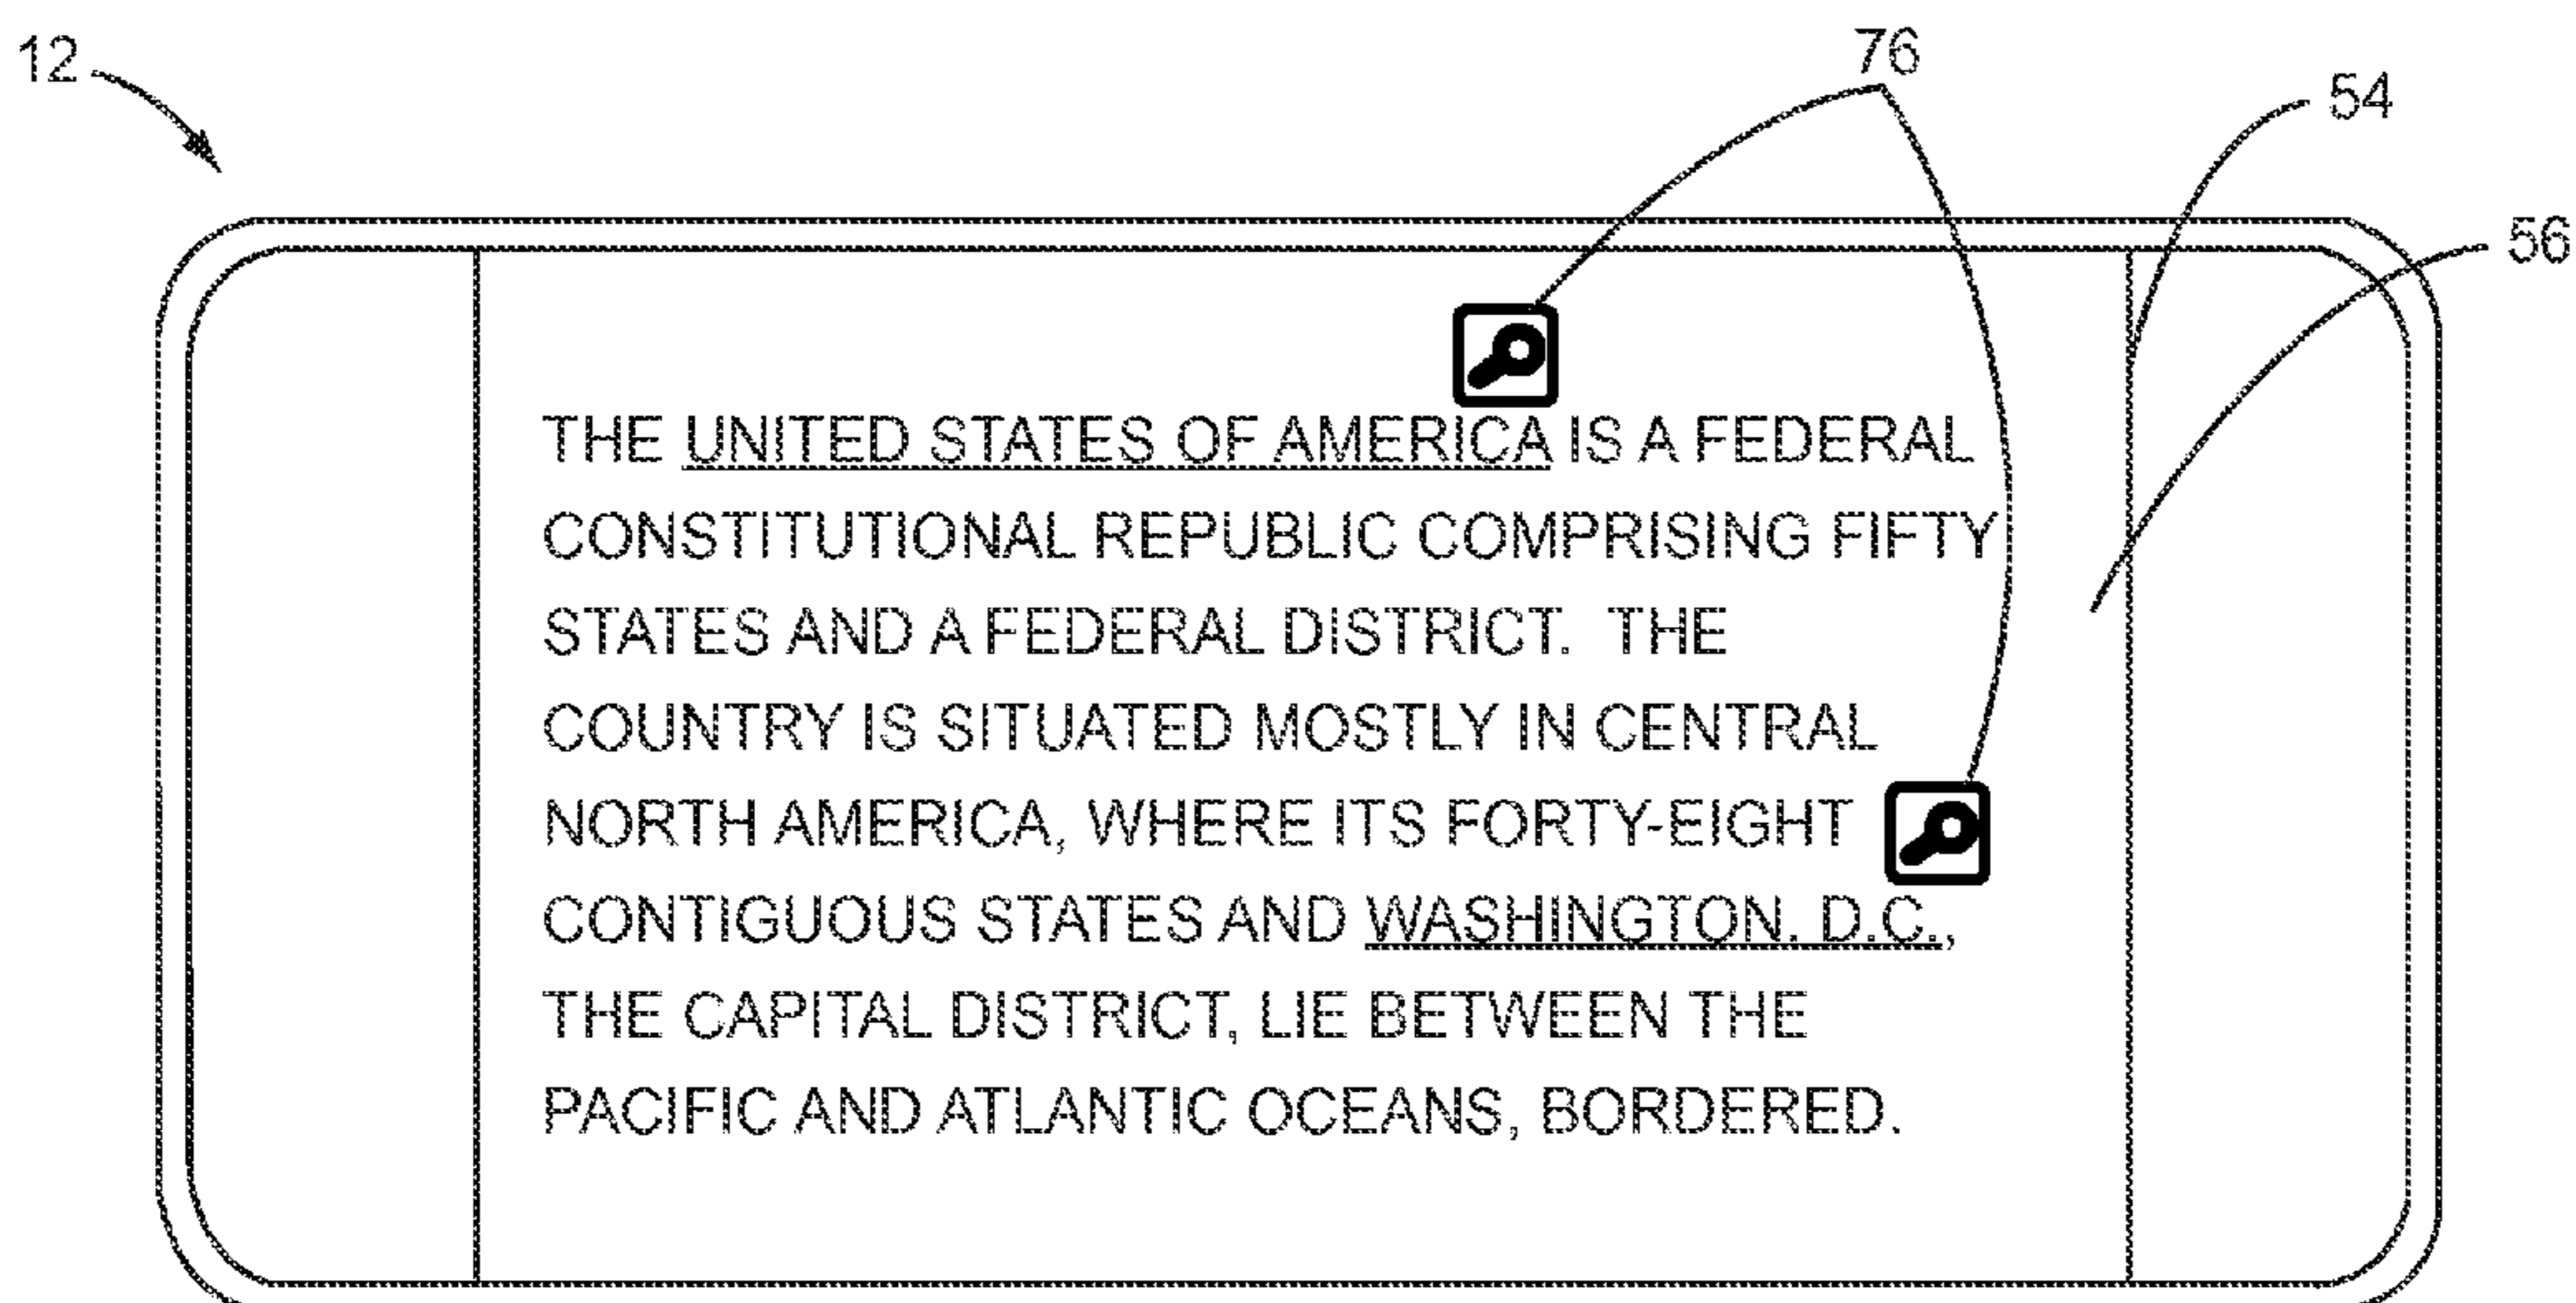 12
76
54
56
THE UNITED STATES OF AMERICA IS A FEDERAL
CONSTITUTIONAL REPUBLIC COMPRISING FIFTY
STATES AND A FEDERAL DISTRICT.  THE
COUNTRY IS SITUATED MOSTLY IN CENTRAL
NORTH AMERICA, WHERE ITS FORTY-EIGHT
CONTIGUOUS STATES AND WASHINGTON. D.C.,
THE CAPITAL DISTRICT, LIE BETWEEN THE
PACIFIC AND ATLANTIC OCEANS, BORDERED.